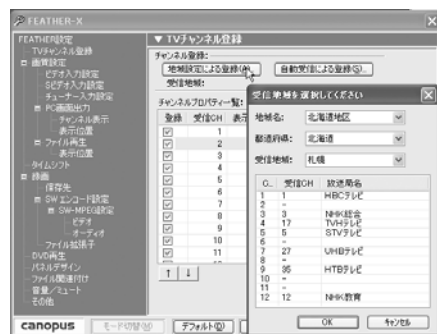 FEATHER-X
FEATHER設定
TVチャンネル登録
画質設定
ビデオ入力設定
Sビデオ入力設定
チューナー入力設定
PC画面出力
チャンネル表示
表示位置
ファイル再生
表示位置
タイムシフト
録画
保存先
SWエンコード設定
SW-MPEG設定
ビデオ
オーディオ
ファイル拡張子
DVD再生
パネルデザイン
ファイル関連付け
音量/ミュート
その他
▼ TVチャンネル登録
チャンネル登録:
地域設定による登録(A)...
自動受信による登録(S)...
受信地域:
チャンネルプロパティ一覧:
登録 受信CH 表示
1
2
3
4
5
6
7
8
9
10
11
↑ ↓
受信地域を選択してください
地域名: 北海道地区
都道府県: 北海道
受信地域: 札幌
C... 受信CH 放送局名
1 1 HBCテレビ
2 -
3 3 NHK総合
4 17 TVHテレビ
5 5 STVテレビ
6 -
7 27 UHBテレビ
8 -
9 35 HTBテレビ
10 -
11 -
12 12 NHK教育
OK キャンセル
canopus モード切替(M) デフォルト(D)